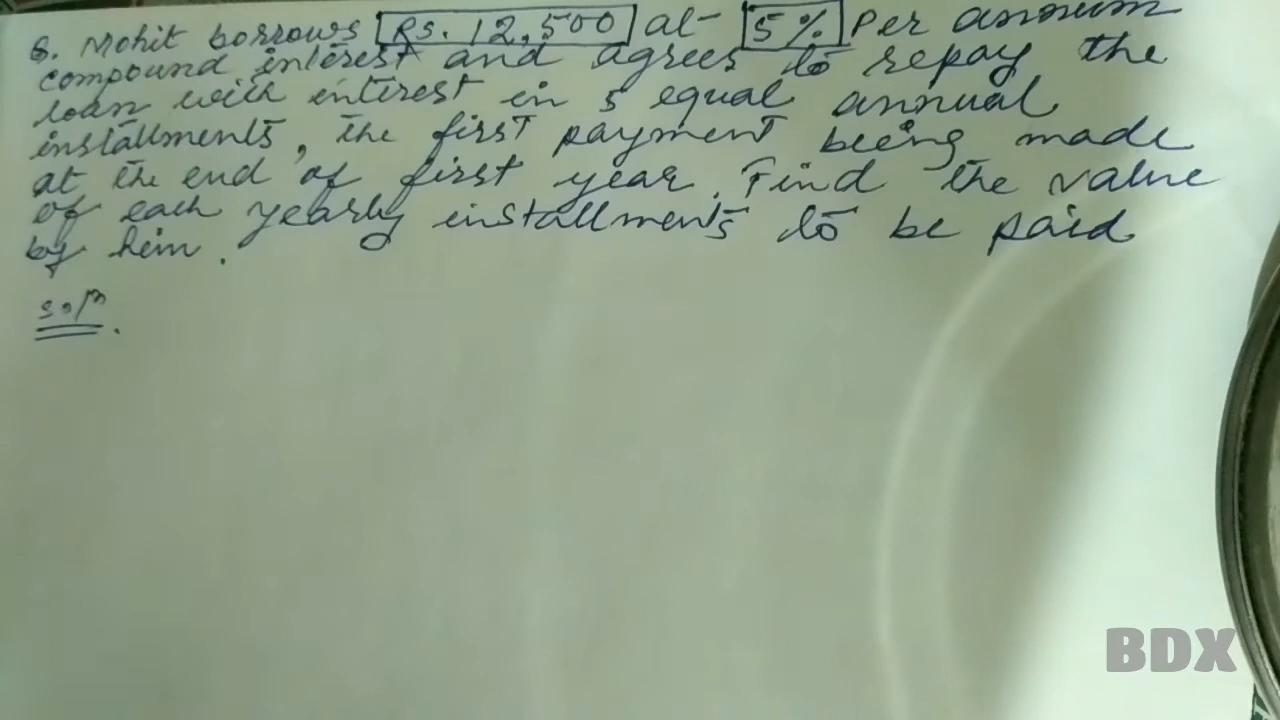 6. Mohit borrows Rs. 12,500 at 5% Per annum
compound interest and agrees to repay the
loan with interest in 5 equal annual
installments, the first payment being made
at the end of first year. Find the value
of each yearly installments to be paid
by him.
Soln.
BDX